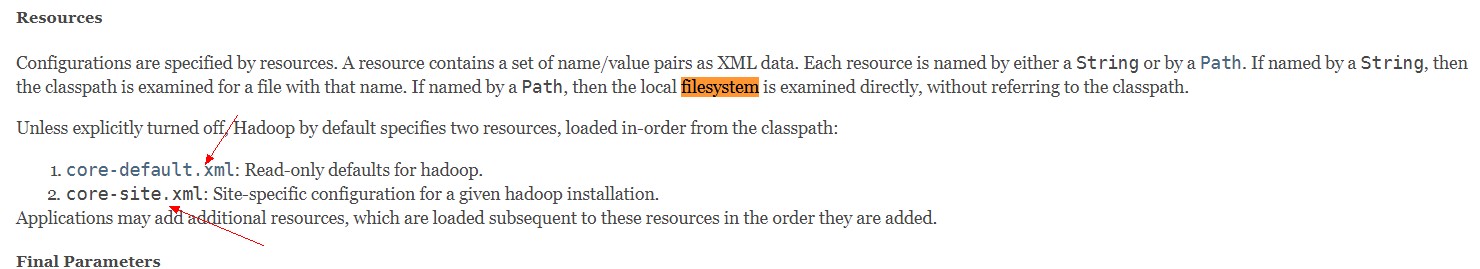 Resources
Configurations are specified by resources. A resource contains a set of name/value pairs as XML data. Each resource is named by either a String or by a Path. If named by a String, then
the classpath is examined for a file with that name. If named by a Path, then the local filesystem is examined directly, without referring to the classpath.
Unless explicitly turned off, Hadoop by default specifies two resources, loaded in-order from the classpath:
1. core-default.xml: Read-only defaults for hadoop.
2. core-site.xml: Site-specific configuration for a given hadoop installation.
Applications may add additional resources, which are loaded subsequent to these resources in the order they are added.
Final Parameters